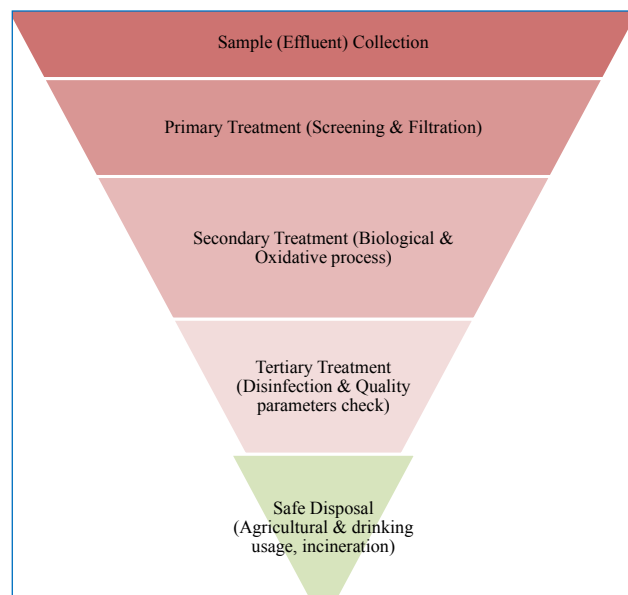 Sample (Effluent) Collection
Primary Treatment (Screening & Filtration)
Secondary Treatment (Biological &
Oxidative process)
Tertiary Treatment
(Disinfection & Quality
parameters check)
Safe Disposal
(Agricultural & drinking
usage, incineration)